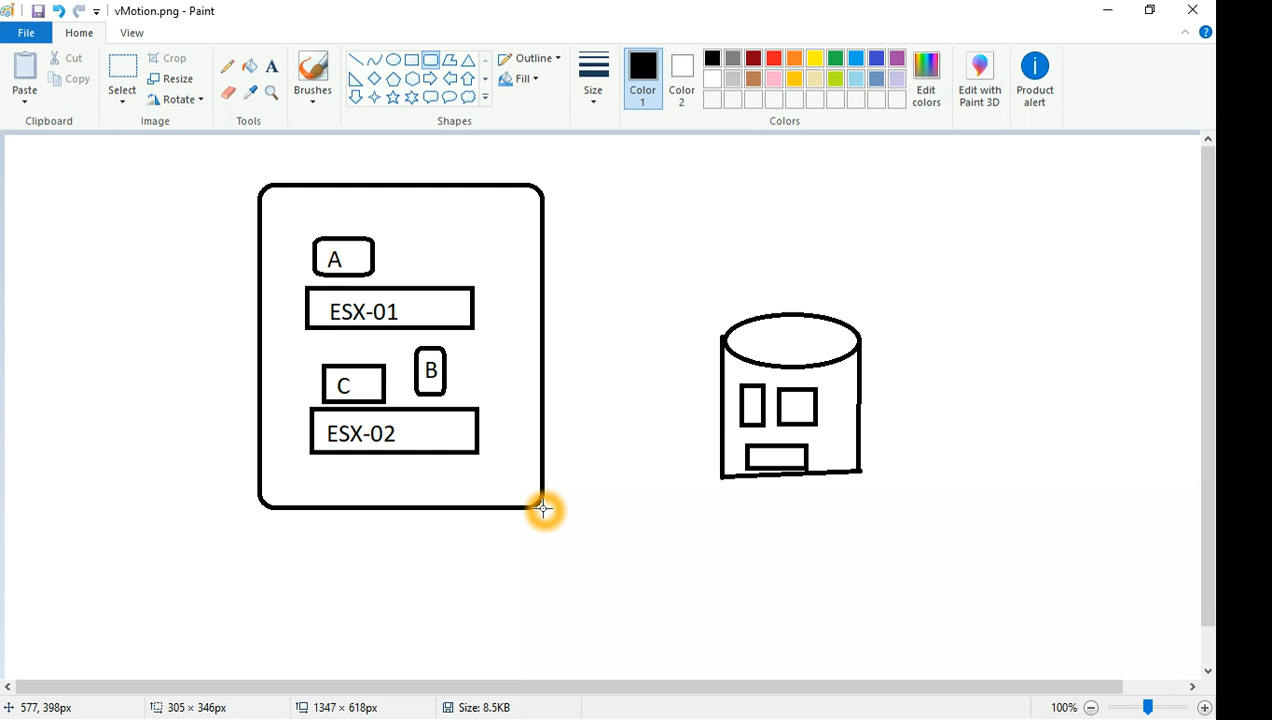 vMotion.png - Paint
File Home View
Paste
Cut
Copy
Clipboard
Select
Crop
Resize
Rotate
Image
A
Tools
Brushes
Outline
Fill
Shapes
Size
Color 1
Color 2
Edit colors
Colors
Edit with Paint 3D
Product alert
A
ESX-01
B
C
ESX-02
577, 398px 305 × 346px 1347 × 618px Size: 8.5KB 100%